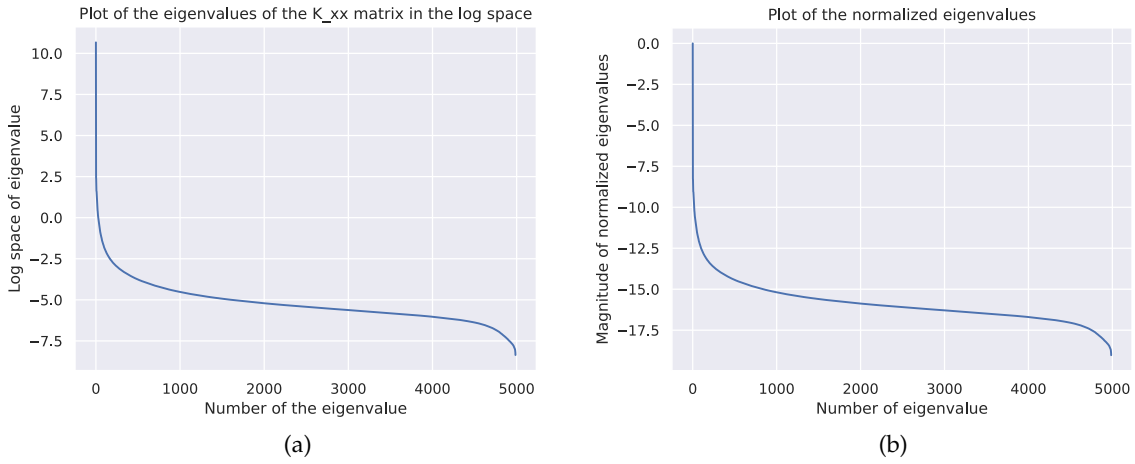 Plot of the eigenvalues of the K_xx matrix in the log space
10.0
7.5
5.0
2.5
0.0
−2.5
−5.0
−7.5
Log space of eigenvalue
0 1000 2000 3000 4000 5000
Number of the eigenvalue
(a)
Plot of the normalized eigenvalues
0.0
−2.5
−5.0
−7.5
−10.0
−12.5
−15.0
−17.5
Magnitude of normalized eigenvalues
0 1000 2000 3000 4000 5000
Number of eigenvalue
(b)